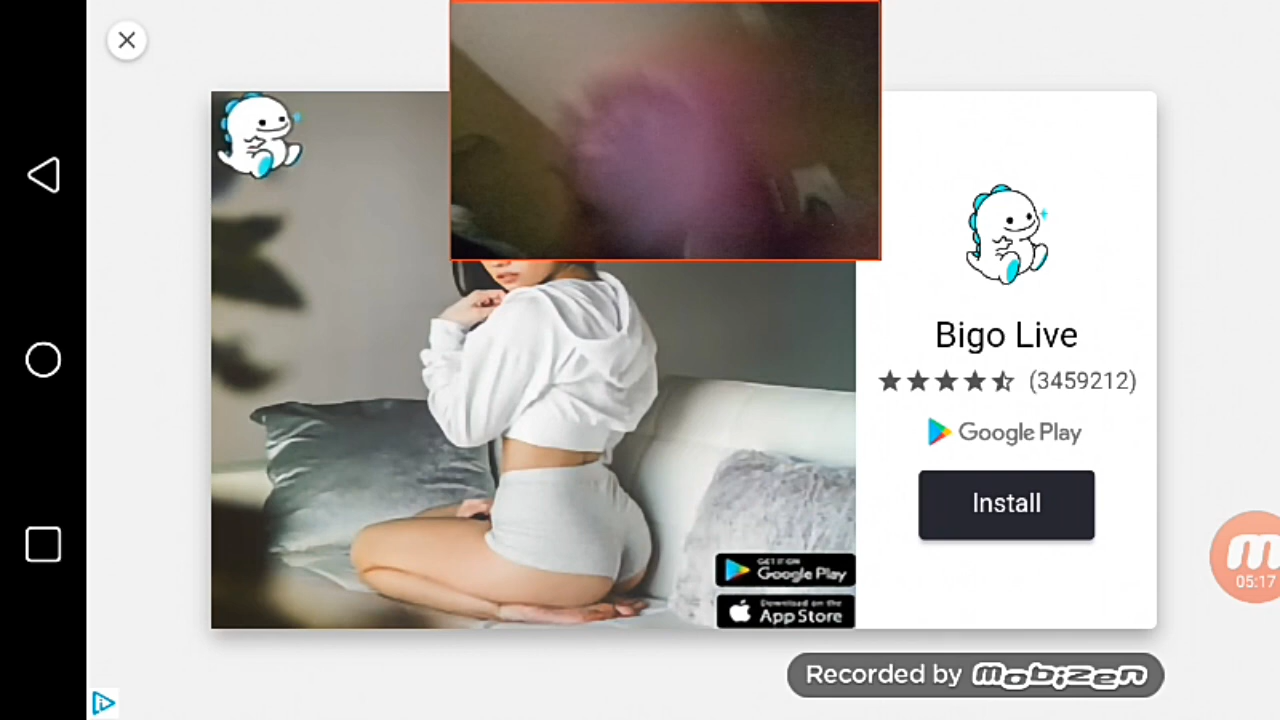 Bigo Live
(3459212)
Google Play
Install
GET IT ON
Google Play
Download on the
App Store
05:17
Recorded by mobizen